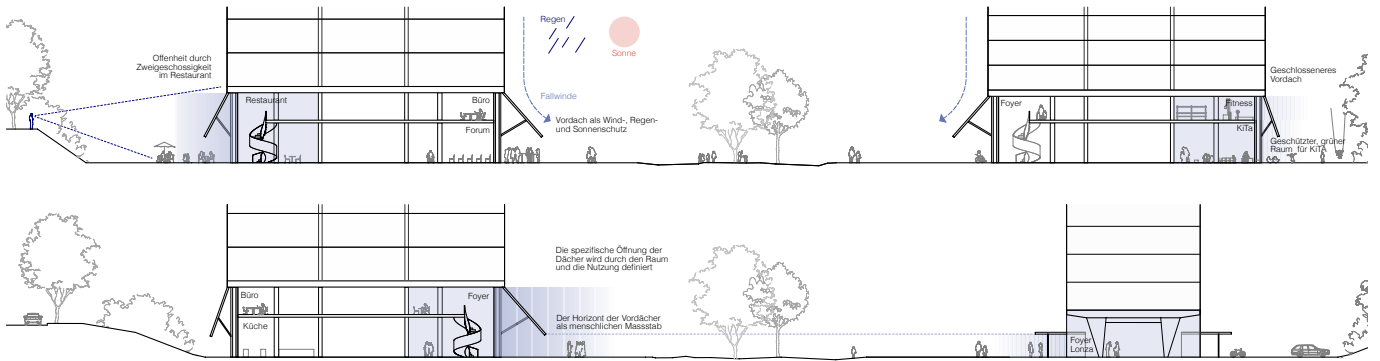 Regen
Sonne
Offenheit durch
Zweigeschossigkeit
im Restaurant
Fallwinde
Restaurant
Büro
Forum
Vordach als Wind-, Regen-
und Sonnenschutz
Foyer
Fitness
KiTa
Geschlosseneres
Vordach
Geschützter, grüner
Raum für KiTA
Die spezifische Öffnung der
Dächer wird durch den Raum
und die Nutzung definiert
Büro
Küche
Foyer
Der Horizont der Vordächer
als menschlichen Massstab
Foyer
Lonza